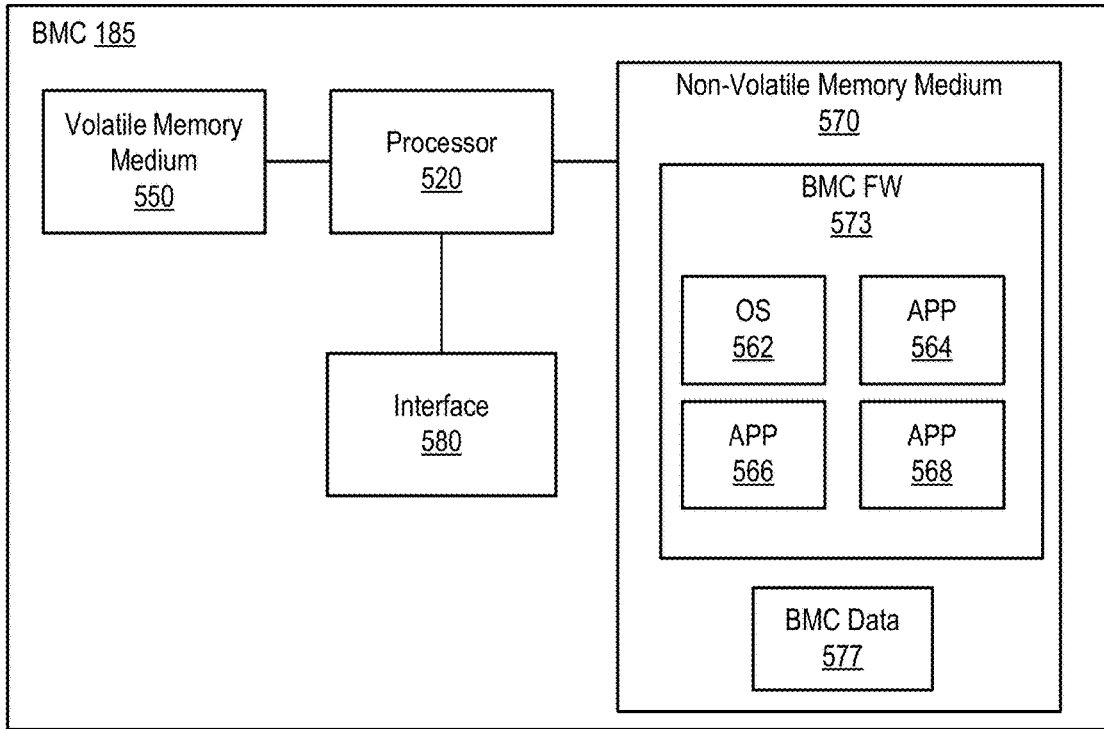 BMC 185
Volatile Memory
Medium
550
Processor
520
Interface
580
Non-Volatile Memory Medium
570
BMC FW
573
OS
562
APP
564
APP
566
APP
568
BMC Data
577